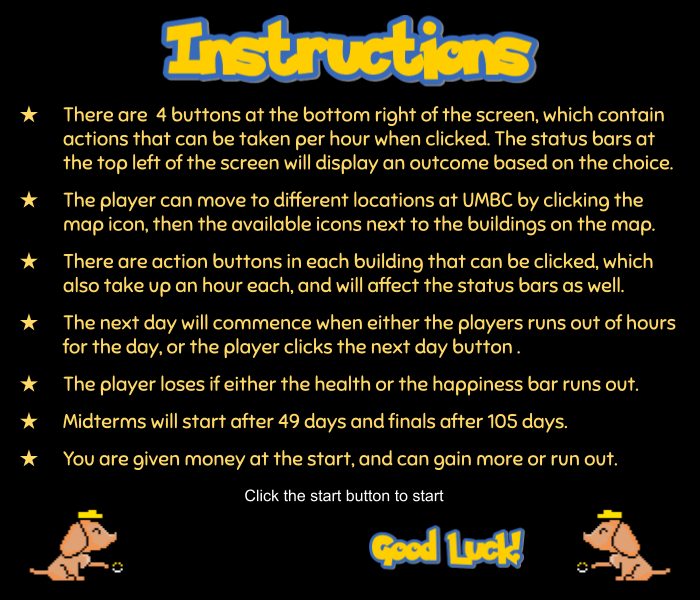 Instructions
★ There are 4 buttons at the bottom right of the screen, which contain
actions that can be taken per hour when clicked. The status bars at
the top left of the screen will display an outcome based on the choice.
★ The player can move to different locations at UMBC by clicking the
map icon, then the available icons next to the buildings on the map.
★ There are action buttons in each building that can be clicked, which
also take up an hour each, and will affect the status bars as well.
★ The next day will commence when either the players runs out of hours
for the day, or the player clicks the next day button .
★ The player loses if either the health or the happiness bar runs out.
★ Midterms will start after 49 days and finals after 105 days.
★ You are given money at the start, and can gain more or run out.
Click the start button to start
Good Luck!